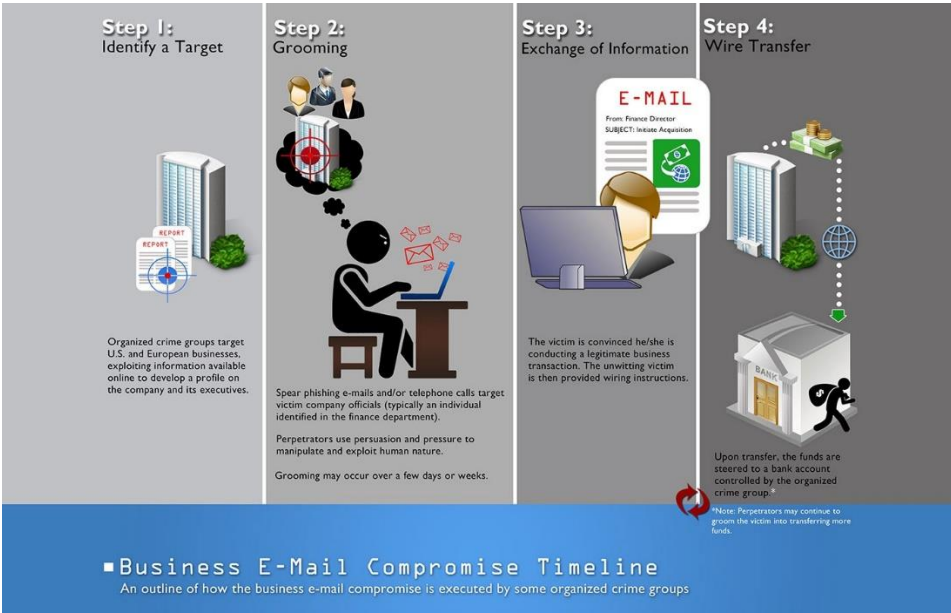 Step 1:
Identify a Target
REPORT
REPORT
Organized crime groups target
U.S. and European businesses,
exploiting information available
online to develop a profile on
the company and its executives.
Step 2:
Grooming
Spear phishing e-mails and/or telephone calls target
victim company officials (typically an individual
identified in the finance department).
Perpetrators use persuasion and pressure to
manipulate and exploit human nature.
Grooming may occur over a few days or weeks.
Step 3:
Exchange of Information
E-MAIL
From: Finance Director
SUBJECT: Initiate Acquisition
The victim is convinced he/she is
conducting a legitimate business
transaction. The unwitting victim
is then provided wiring instructions.
Step 4:
Wire Transfer
BANK
Upon transfer, the funds are
steered to a bank account
controlled by the organized
crime group.*
*Note: Perpetrators may continue to
groom the victim into transferring more
funds.
Business E-Mail Compromise Timeline
An outline of how the business e-mail compromise is executed by some organized crime groups